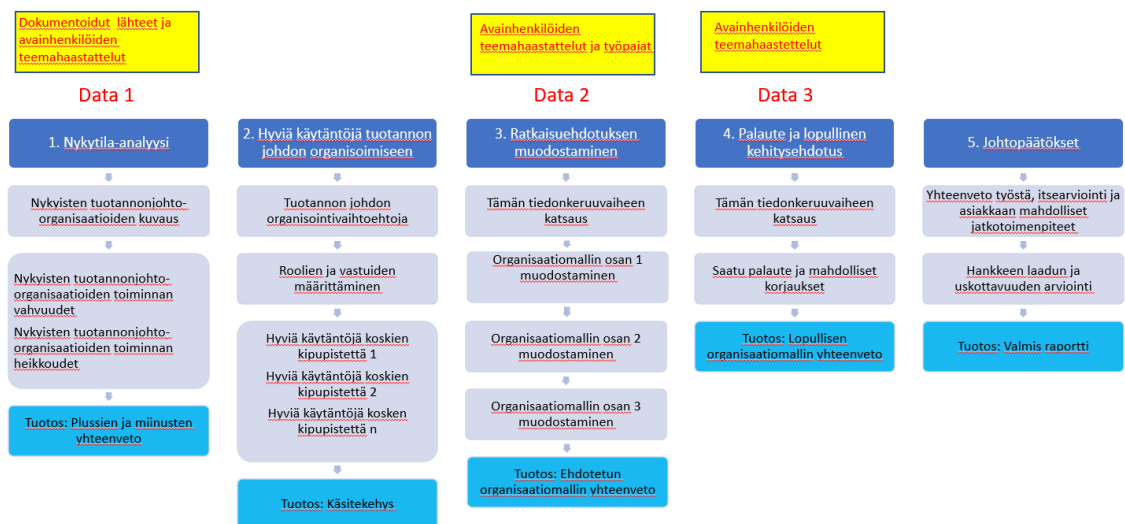 Dokumentoidut lähteet ja
avainhenkilöiden
teemahaastattelut
Avainhenkilöiden
teemahaastattelut ja työpajat
Avainhenkilöiden
teemahaastettelut
Data 1
Data 2
Data 3
1. Nykytila-analyysi
Nykyisten tuotannonjohto-
organisaatioiden kuvaus
Nykyisten tuotannonjohto-
organisaatioiden toiminnan
vahvuudet
Nykyisten tuotannonjohto-
organisaatioiden toiminnan
heikkoudet
Tuotos: Plussien ja miinusten
yhteenveto
2. Hyviä käytäntöjä tuotannon
johdon organisoimiseen
Tuotannon johdon
organisointivaihtoehtoja
Roolien ja vastuiden
määrittäminen
Hyviä käytäntöjä koskien
kipupistettä 1
Hyviä käytäntöjä koskien
kipupistettä 2
Hyviä käytäntöjä kosken
kipupistettä n
Tuotos: Käsitekehys
3. Ratkaisuehdotuksen
muodostaminen
Tämän tiedonkeruuvaiheen
katsaus
Organisaatiomallin osan 1
muodostaminen
Organisaatiomallin osan 2
muodostaminen
Organisaatiomallin osan 3
muodostaminen
Tuotos: Ehdotetun
organisaatiomallin yhteenveto
4. Palaute ja lopullinen
kehitysehdotus
Tämän tiedonkeruuvaiheen
katsaus
Saatu palaute ja mahdolliset
korjaukset
Tuotos: Lopullisen
organisaatiomallin yhteenveto
5. Johtopäätökset
Yhteenveto työstä, itsearviointi ja
asiakkaan mahdolliset
jatkotoimenpiteet
Hankkeen laadun ja
uskottavuuden arviointi
Tuotos: Valmis raportti